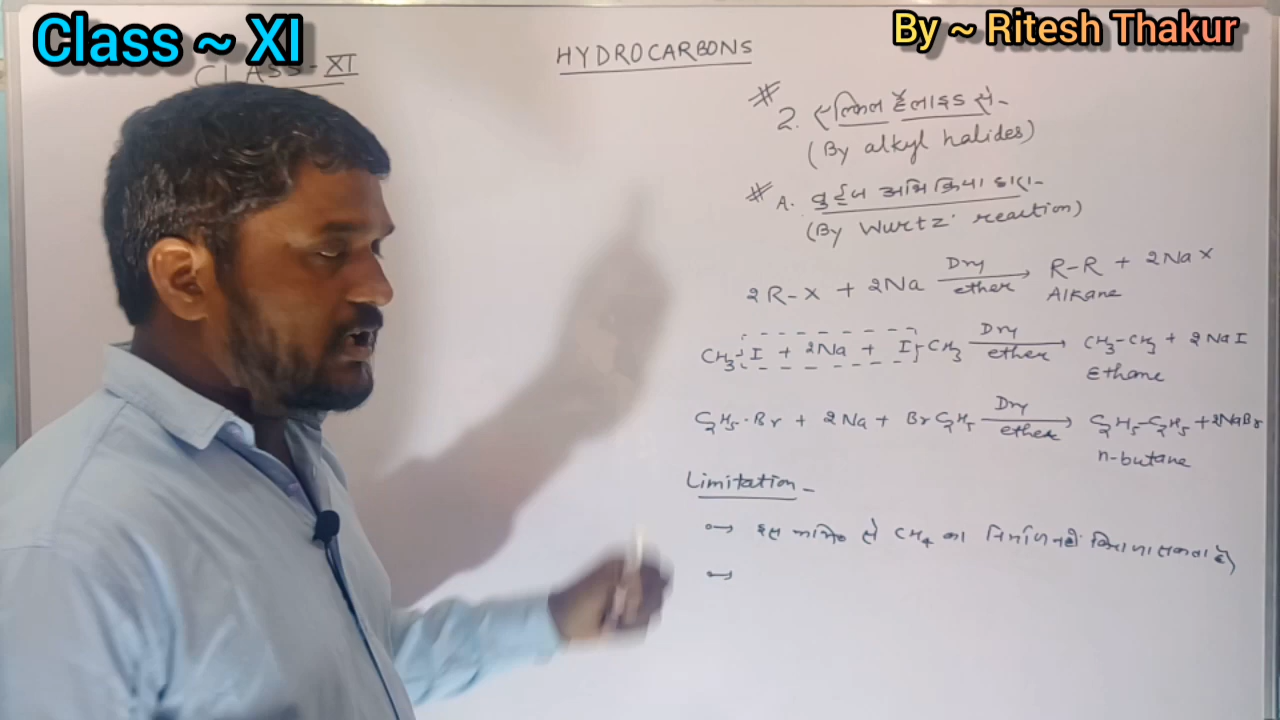 Class ~ XI
By ~ Ritesh Thakur
CLASS-XI
HYDROCARBONS
# 2. एल्किल हैलाइड से-
(By alkyl halides)
# A. वुर्ट्ज अभिक्रिया द्वारा-
(By Wurtz reaction)
2R-X + 2Na Dry ether → R-R + 2NaX
Alkane
CH₃-I + 2Na + I-CH₃ Dry ether → CH₃-CH₃ + 2NaI
Ethane
C₂H₅-Br + 2Na + BrC₂H₅ Dry ether → C₂H₅-C₂H₅ + 2NaBr
n-butane
Limitation -
इस अभि० से CH₄ का निर्माण नहीं किया जा सकता है